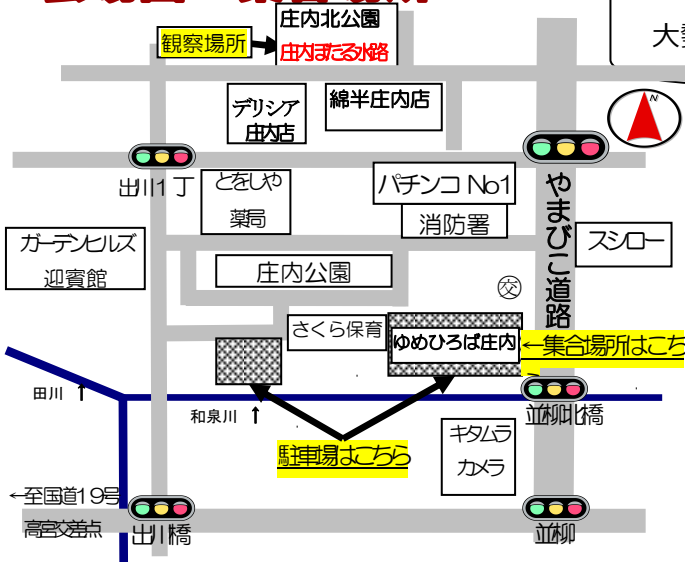 庄内北公園
庄内ほたる水路
観察場所
大勢
デリシア
庄内店
綿半庄内店
N
出川1丁
とをしや
薬局
パチンコ No1
消防署
やまびこ道路
スシロー
ガーデンヒルズ
迎賓館
庄内公園
交
さくら保育
ゆめひろば庄内
←集合場所はこち
田川 ↑
和泉川 ↑
並柳北橋
駐車場はこちら
キタムラ
カメラ
←至国道19号
高宮交差点
出川橋
並柳